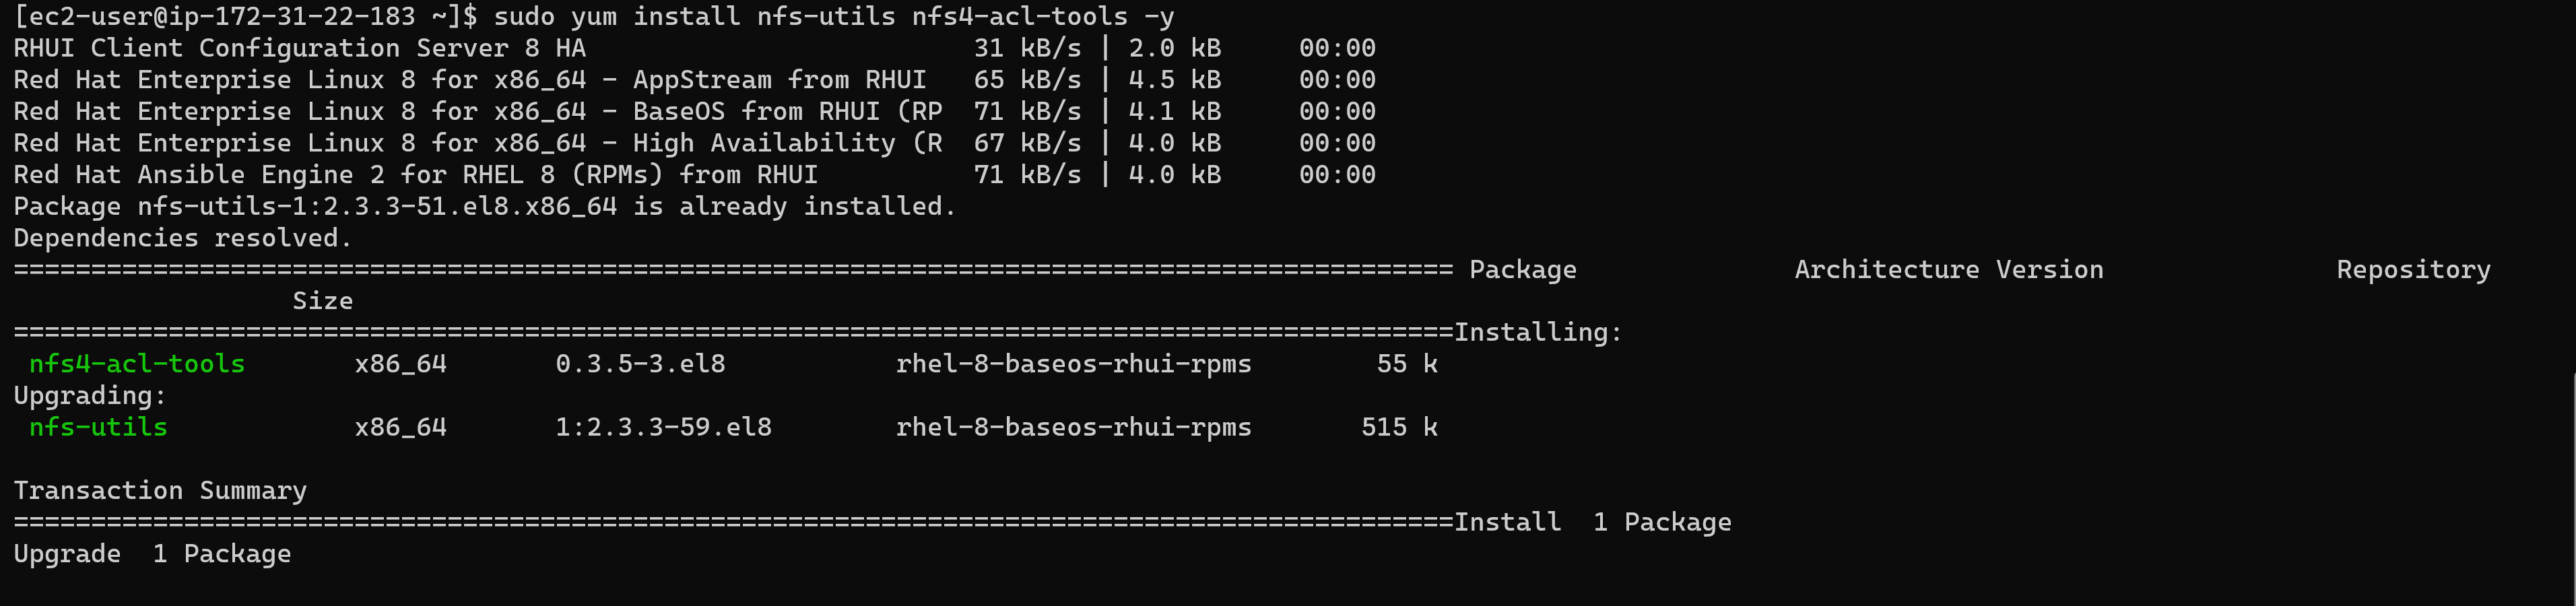 [ec2-user@ip-172-31-22-183 ~]$ sudo yum install nfs-utils nfs4-acl-tools -y
RHUI Client Configuration Server 8 HA                         31 kB/s | 2.0 kB     00:00
Red Hat Enterprise Linux 8 for x86_64 - AppStream from RHUI   65 kB/s | 4.5 kB     00:00
Red Hat Enterprise Linux 8 for x86_64 - BaseOS from RHUI (RP  71 kB/s | 4.1 kB     00:00
Red Hat Enterprise Linux 8 for x86_64 - High Availability (R  67 kB/s | 4.0 kB     00:00
Red Hat Ansible Engine 2 for RHEL 8 (RPMs) from RHUI          71 kB/s | 4.0 kB     00:00
Package nfs-utils-1:2.3.3-51.el8.x86_64 is already installed.
Dependencies resolved.
============================================================================================= Package              Architecture Version               Repository
                  Size
=============================================================================================Installing:
 nfs4-acl-tools       x86_64       0.3.5-3.el8           rhel-8-baseos-rhui-rpms        55 k
Upgrading:
 nfs-utils            x86_64       1:2.3.3-59.el8        rhel-8-baseos-rhui-rpms       515 k
Transaction Summary
=============================================================================================Install  1 Package
Upgrade  1 Package